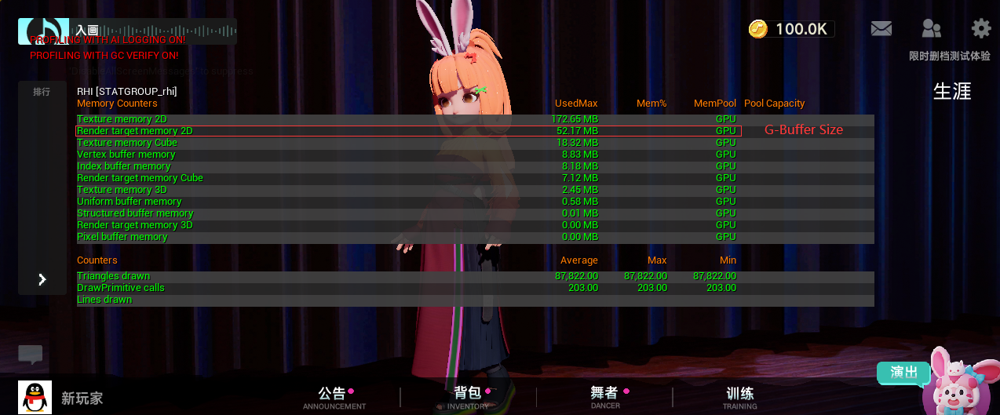 入画
PROFILING WITH AI LOGGING ON!
PROFILING WITH GC VERIFY ON!
"DisableAllScreenMessages" to suppress
100.0K
限时删档测试体验
生涯
排行
RHI [STATGROUP_rhi]
Memory Counters UsedMax Mem% MemPool Pool Capacity
Texture memory 2D 172.65 MB GPU
Render target memory 2D 52.17 MB GPU G-Buffer Size
Texture memory Cube 18.32 MB GPU
Vertex buffer memory 8.83 MB GPU
Index buffer memory 8.18 MB GPU
Render target memory Cube 7.12 MB GPU
Texture memory 3D 2.45 MB GPU
Uniform buffer memory 0.58 MB GPU
Structured buffer memory 0.01 MB GPU
Render target memory 3D 0.00 MB GPU
Pixel buffer memory 0.00 MB GPU
Counters Average Max Min
Triangles drawn 87,822.00 87,822.00 87,822.00
DrawPrimitive calls 203.00 203.00 203.00
Lines drawn
演出
新玩家
公告 背包 舞者 训练
ANNOUNCEMENT INVENTORY DANCER TRAINING